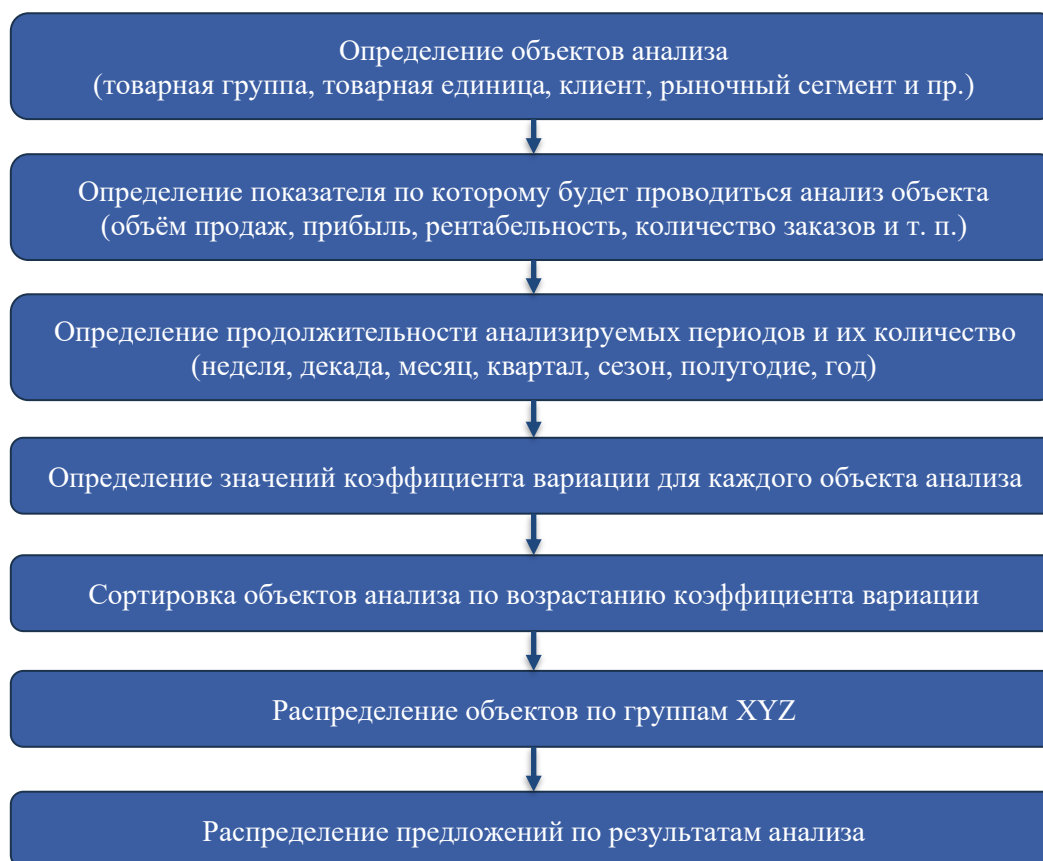 Определение объектов анализа
(товарная группа, товарная единица, клиент, рыночный сегмент и пр.)
Определение показателя по которому будет проводиться анализ объекта
(объём продаж, прибыль, рентабельность, количество заказов и т. п.)
Определение продолжительности анализируемых периодов и их количество
(неделя, декада, месяц, квартал, сезон, полугодие, год)
Определение значений коэффициента вариации для каждого объекта анализа
Сортировка объектов анализа по возрастанию коэффициента вариации
Распределение объектов по группам XYZ
Распределение предложений по результатам анализа